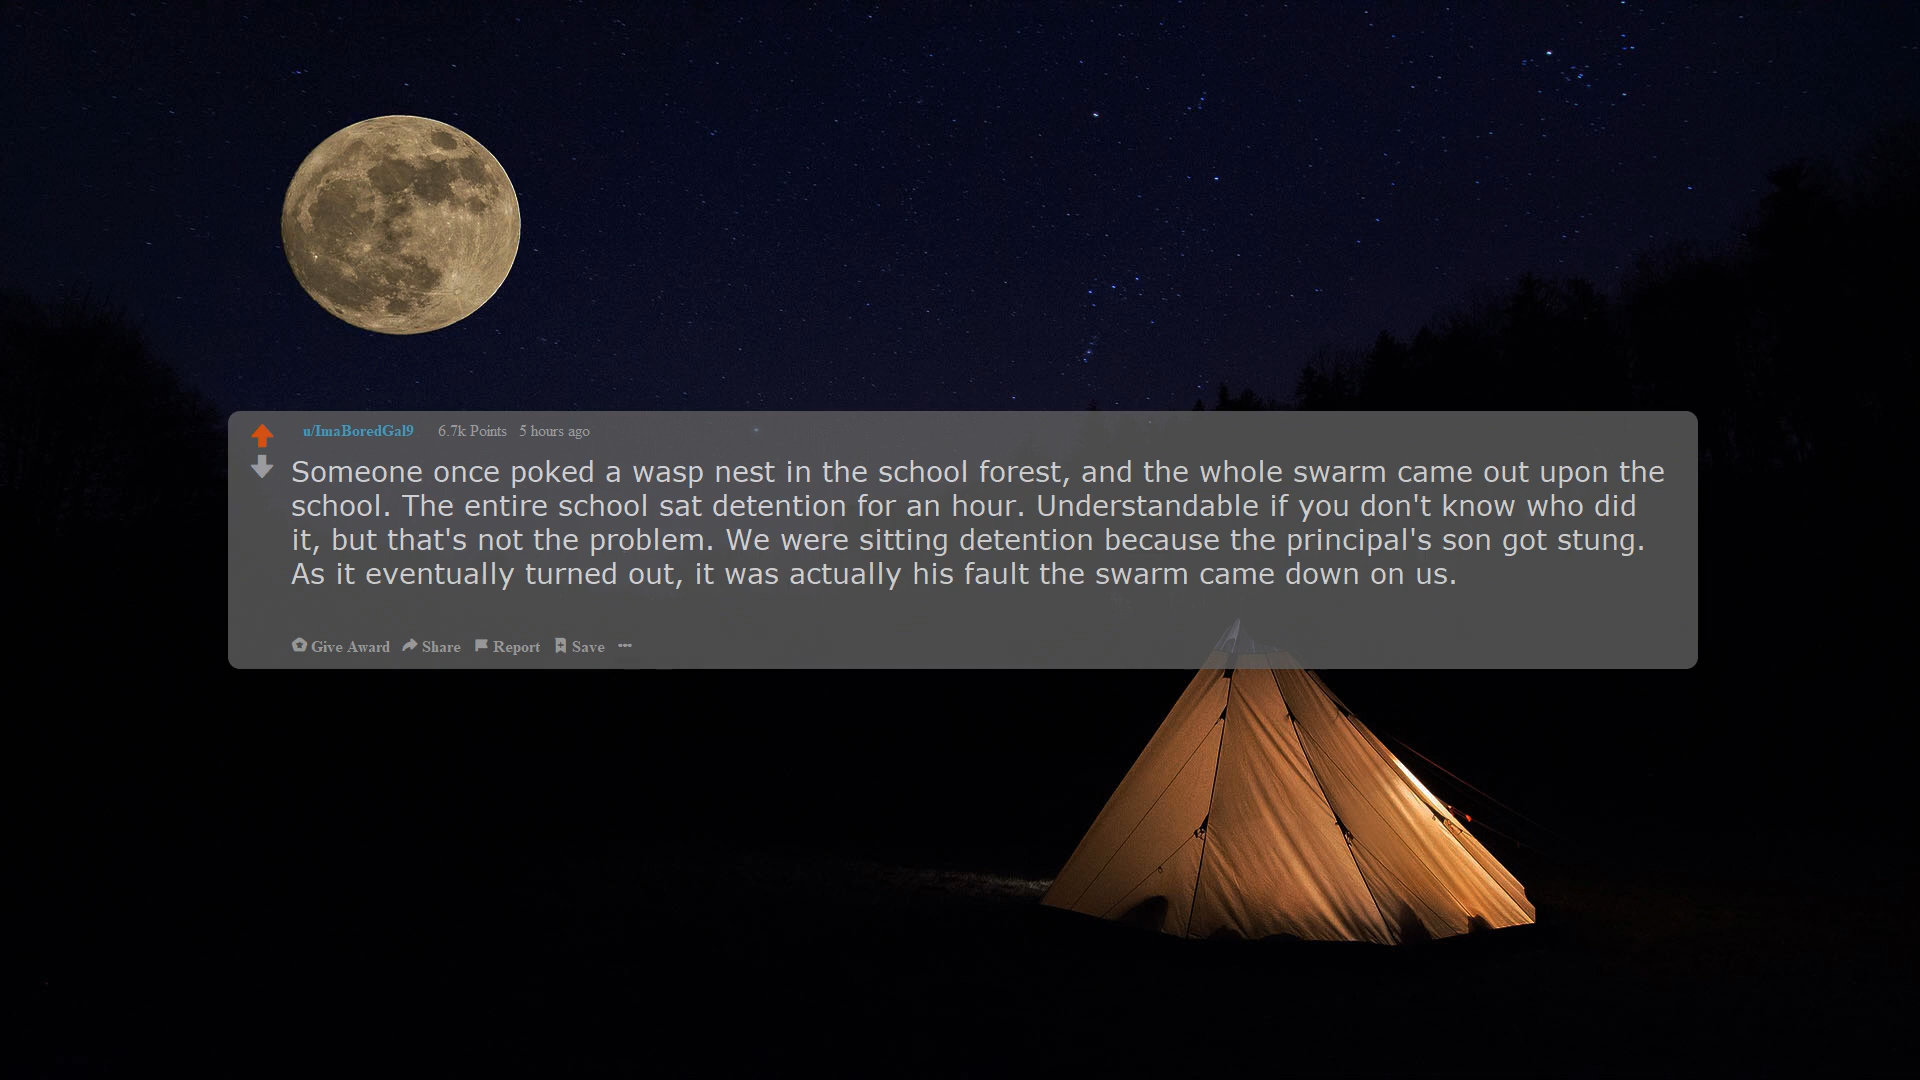 u/ImaBoredGal9 6.7k Points 5 hours ago
Someone once poked a wasp nest in the school forest, and the whole swarm came out upon the
school. The entire school sat detention for an hour. Understandable if you don't know who did
it, but that's not the problem. We were sitting detention because the principal's son got stung.
As it eventually turned out, it was actually his fault the swarm came down on us.
Give Award Share Report Save